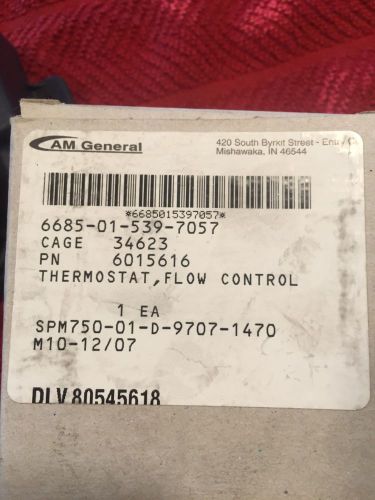 AM General
420 South Byrkit Street - 
Mishawaka, IN 46544
*6685015397057*
6685-01-539-7057
CAGE 34623
PN 6015616
THERMOSTAT,FLOW CONTROL
1 EA
SPM750-01-D-9707-1470
M10-12/07
DLV 80545618